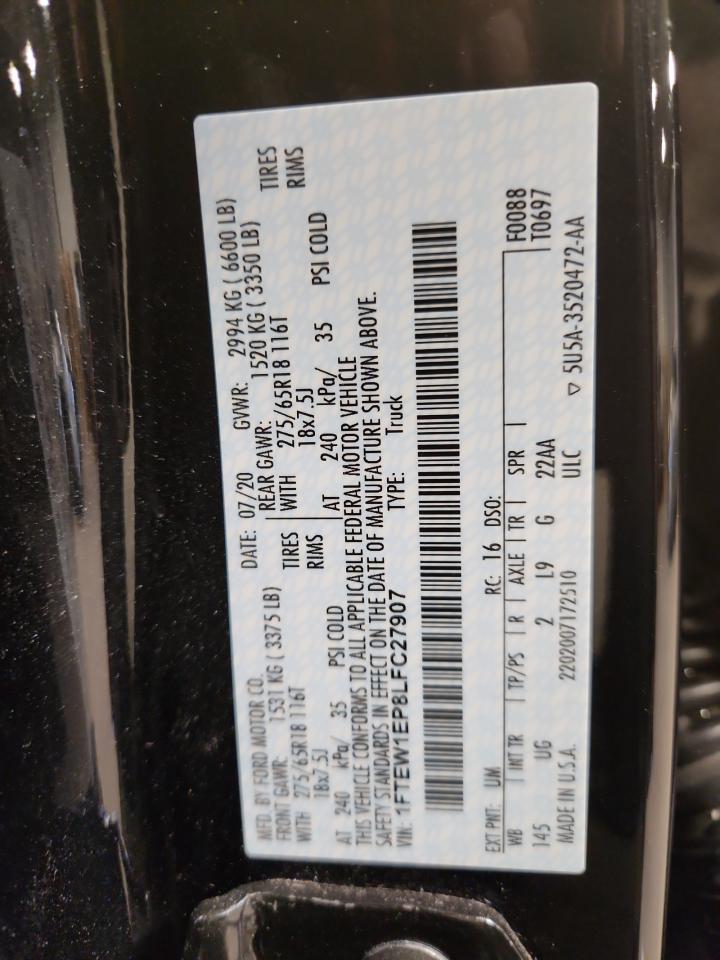 MFD. BY FORD MOTOR CO. DATE: 07/20 GVWR: 2994 KG ( 6600 LB)
FRONT GAWR: 1531 KG ( 3375 LB) REAR GAWR: 1520 KG ( 3350 LB)
WITH 275/65R18 116T TIRES WITH 275/65R18 116T TIRES
18x7.5J RIMS 18x7.5J RIMS
AT 240 kPa/ 35 PSI COLD AT 240 kPa/ 35 PSI COLD
THIS VEHICLE CONFORMS TO ALL APPLICABLE FEDERAL MOTOR VEHICLE
SAFETY STANDARDS IN EFFECT ON THE DATE OF MANUFACTURE SHOWN ABOVE.
VIN: 1FTEW1EP8LFC27907 TYPE: Truck
EXT PNT: UM RC: 16 DSO: F0088
WB INT TR TP/PS R AXLE TR SPR T0697
145 UG 2 L9 G 22AA
MADE IN U.S.A. 2202007172510 ULC ▽ 5U5A-3520472-AA